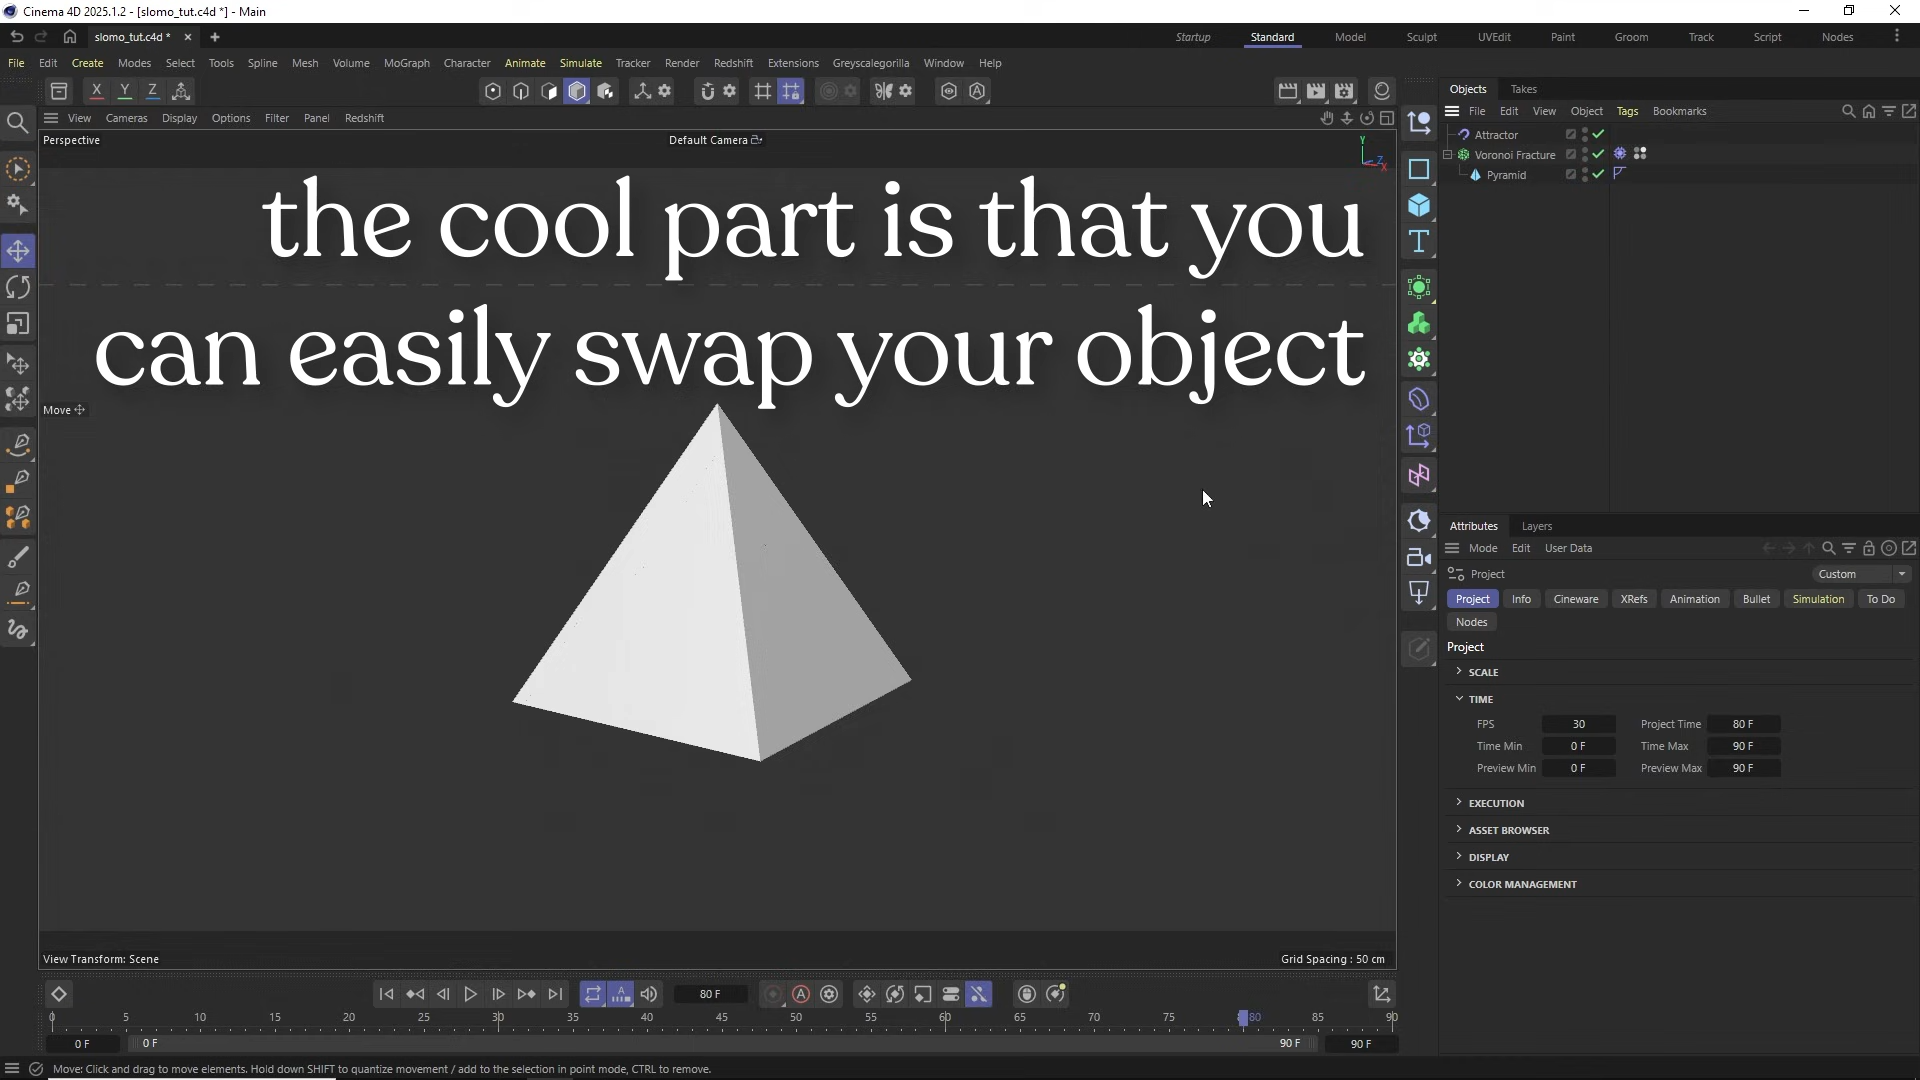 Cinema 4D 2025.1.2 - [slomo_tut.c4d *] - Main
slomo_tut.c4d *
Startup Standard Model Sculpt UVEdit Paint Groom Track Script Nodes
File Edit Create Modes Select Tools Spline Mesh Volume MoGraph Character Animate Simulate Tracker Render Redshift Extensions Greyscalegorilla Window Help
X Y Z
View Cameras Display Options Filter Panel Redshift
Perspective
Default Camera
Y
Z
X
the cool part is that you
can easily swap your object
Move
View Transform: Scene
Grid Spacing : 50 cm
Objects Takes
File Edit View Object Tags Bookmarks
Attractor
Voronoi Fracture
Pyramid
Attributes Layers
Mode Edit User Data
Project
Custom
Project Info Cineware XRefs Animation Bullet Simulation To Do
Nodes
Project
SCALE
TIME
FPS 30 Project Time 80 F
Time Min 0 F Time Max 90 F
Preview Min 0 F Preview Max 90 F
EXECUTION
ASSET BROWSER
DISPLAY
COLOR MANAGEMENT
80 F
0 5 10 15 20 25 30 35 40 45 50 55 60 65 70 75 80 85 90
0 F 0 F 90 F 90 F
Move: Click and drag to move elements. Hold down SHIFT to quantize movement / add to the selection in point mode, CTRL to remove.